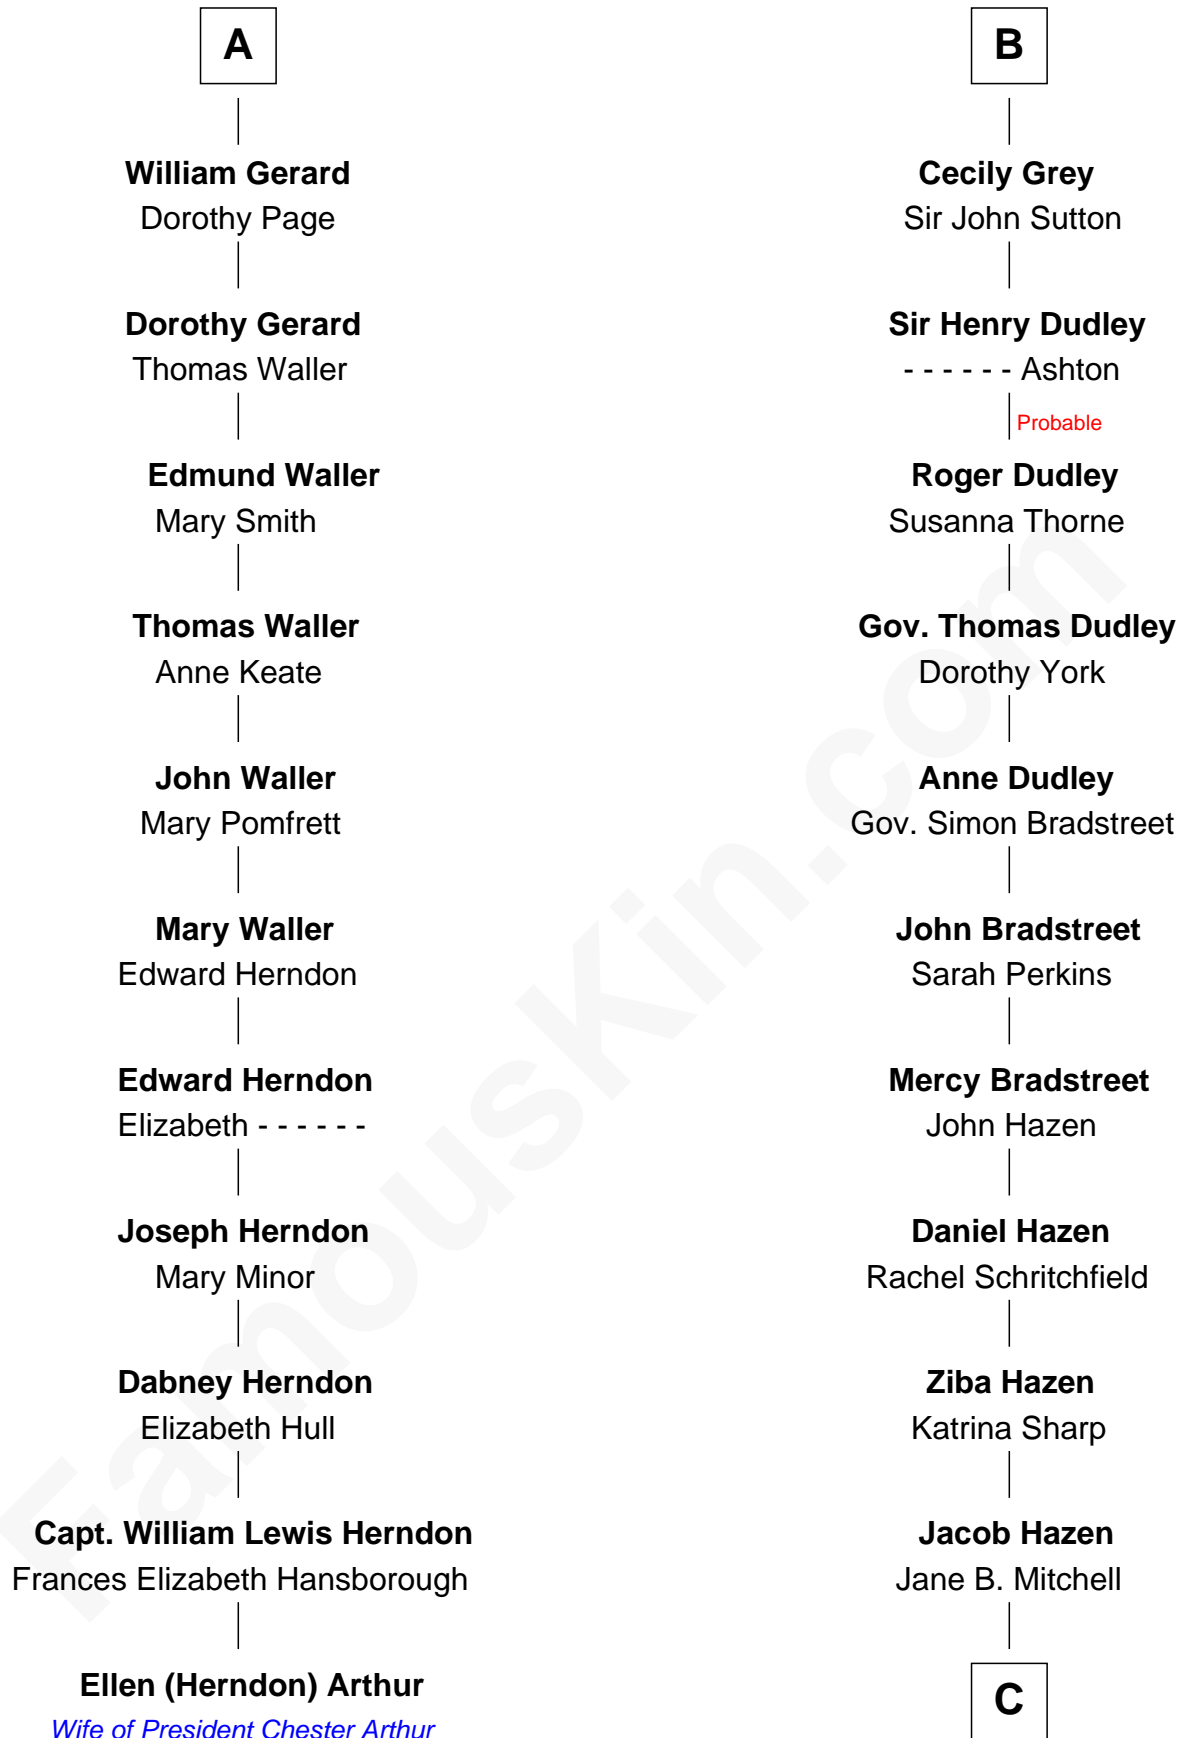 A
William Gerard
Dorothy Page
Dorothy Gerard
Thomas Waller
Edmund Waller
Mary Smith
Thomas Waller
Anne Keate
John Waller
Mary Pomfrett
Mary Waller
Edward Herndon
Edward Herndon
Elizabeth - - - - - -
Joseph Herndon
Mary Minor
Dabney Herndon
Elizabeth Hull
Capt. William Lewis Herndon
Frances Elizabeth Hansborough
Ellen (Herndon) Arthur
Wife of President Chester Arthur
B
Cecily Grey
Sir John Sutton
Sir Henry Dudley
- - - - - - Ashton
Probable
Roger Dudley
Susanna Thorne
Gov. Thomas Dudley
Dorothy York
Anne Dudley
Gov. Simon Bradstreet
John Bradstreet
Sarah Perkins
Mercy Bradstreet
John Hazen
Daniel Hazen
Rachel Schritchfield
Ziba Hazen
Katrina Sharp
Jacob Hazen
Jane B. Mitchell
C
FamousKin.com